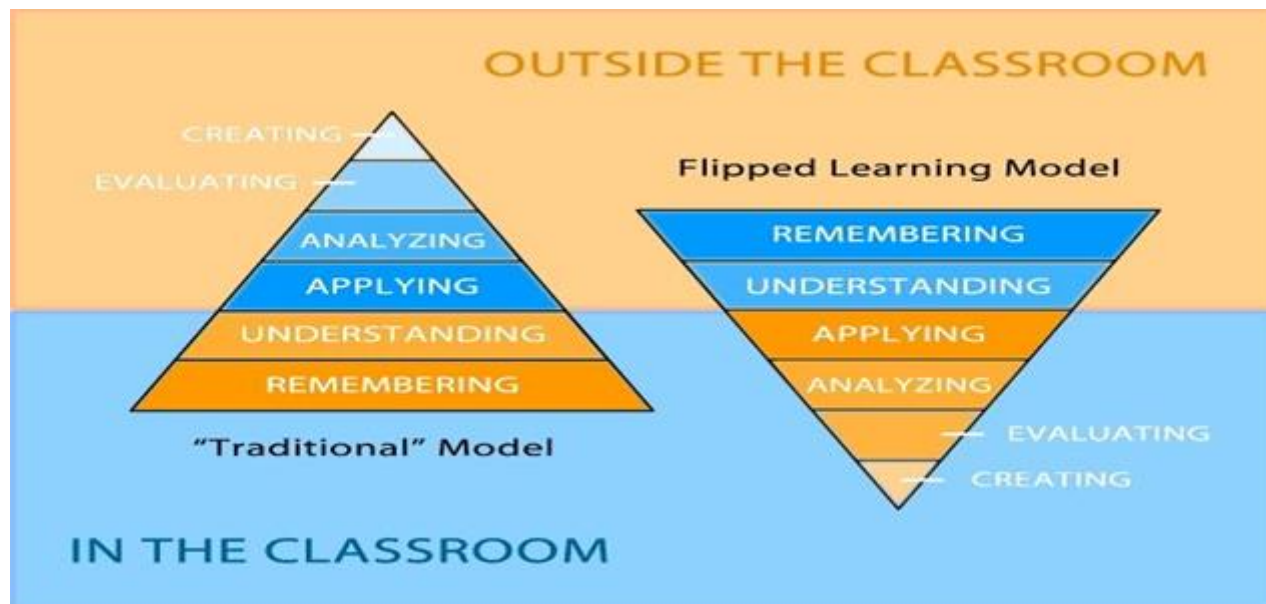 OUTSIDE THE CLASSROOM
CREATING
EVALUATING
ANALYZING
APPLYING
UNDERSTANDING
REMEMBERING
"Traditional" Model
Flipped Learning Model
REMEMBERING
UNDERSTANDING
APPLYING
ANALYZING
EVALUATING
CREATING
IN THE CLASSROOM